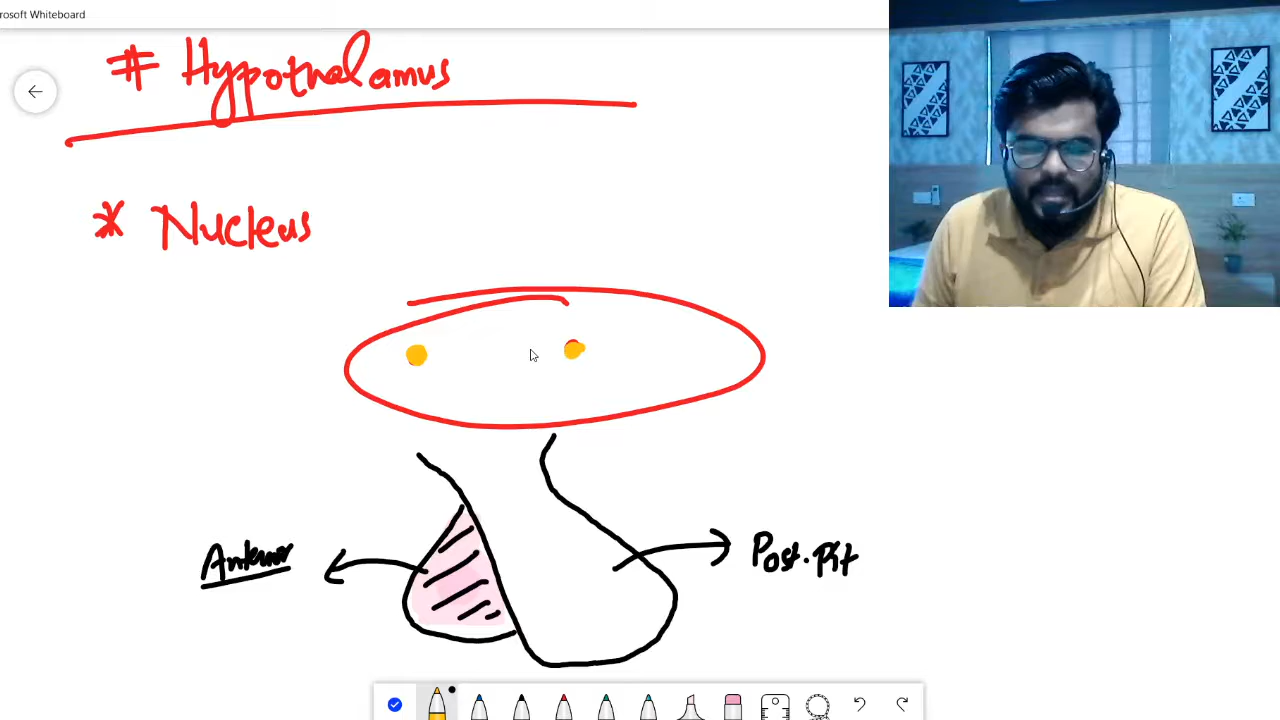 rosoft Whiteboard
# Hypothalamus
* Nucleus
Anterior
Post. Pit